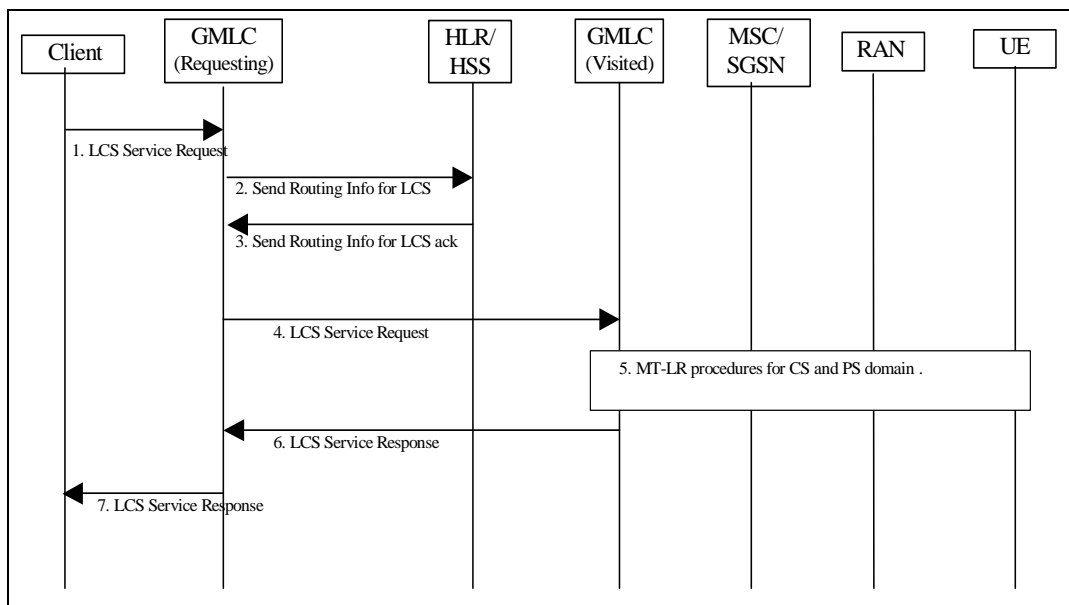 Client
GMLC
(Requesting)
HLR/
HSS
GMLC
(Visited)
MSC/
SGSN
RAN
UE
1. LCS Service Request
2. Send Routing Info for LCS
3. Send Routing Info for LCS ack
4. LCS Service Request
5. MT-LR procedures for CS and PS domain .
6. LCS Service Response
7. LCS Service Response